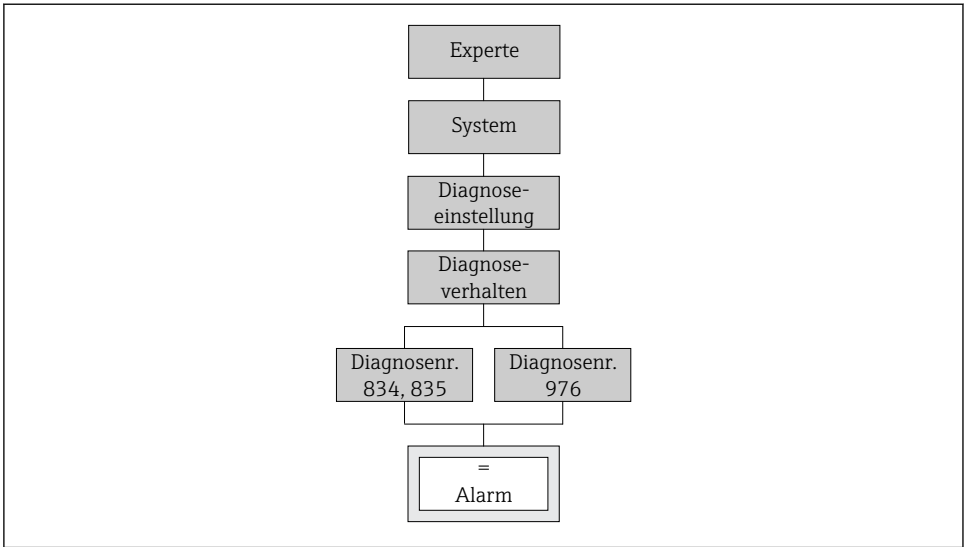 Experte
System
Diagnose-
einstellung
Diagnose-
verhalten
Diagnosenr.
834, 835
Diagnosenr.
976
=
Alarm